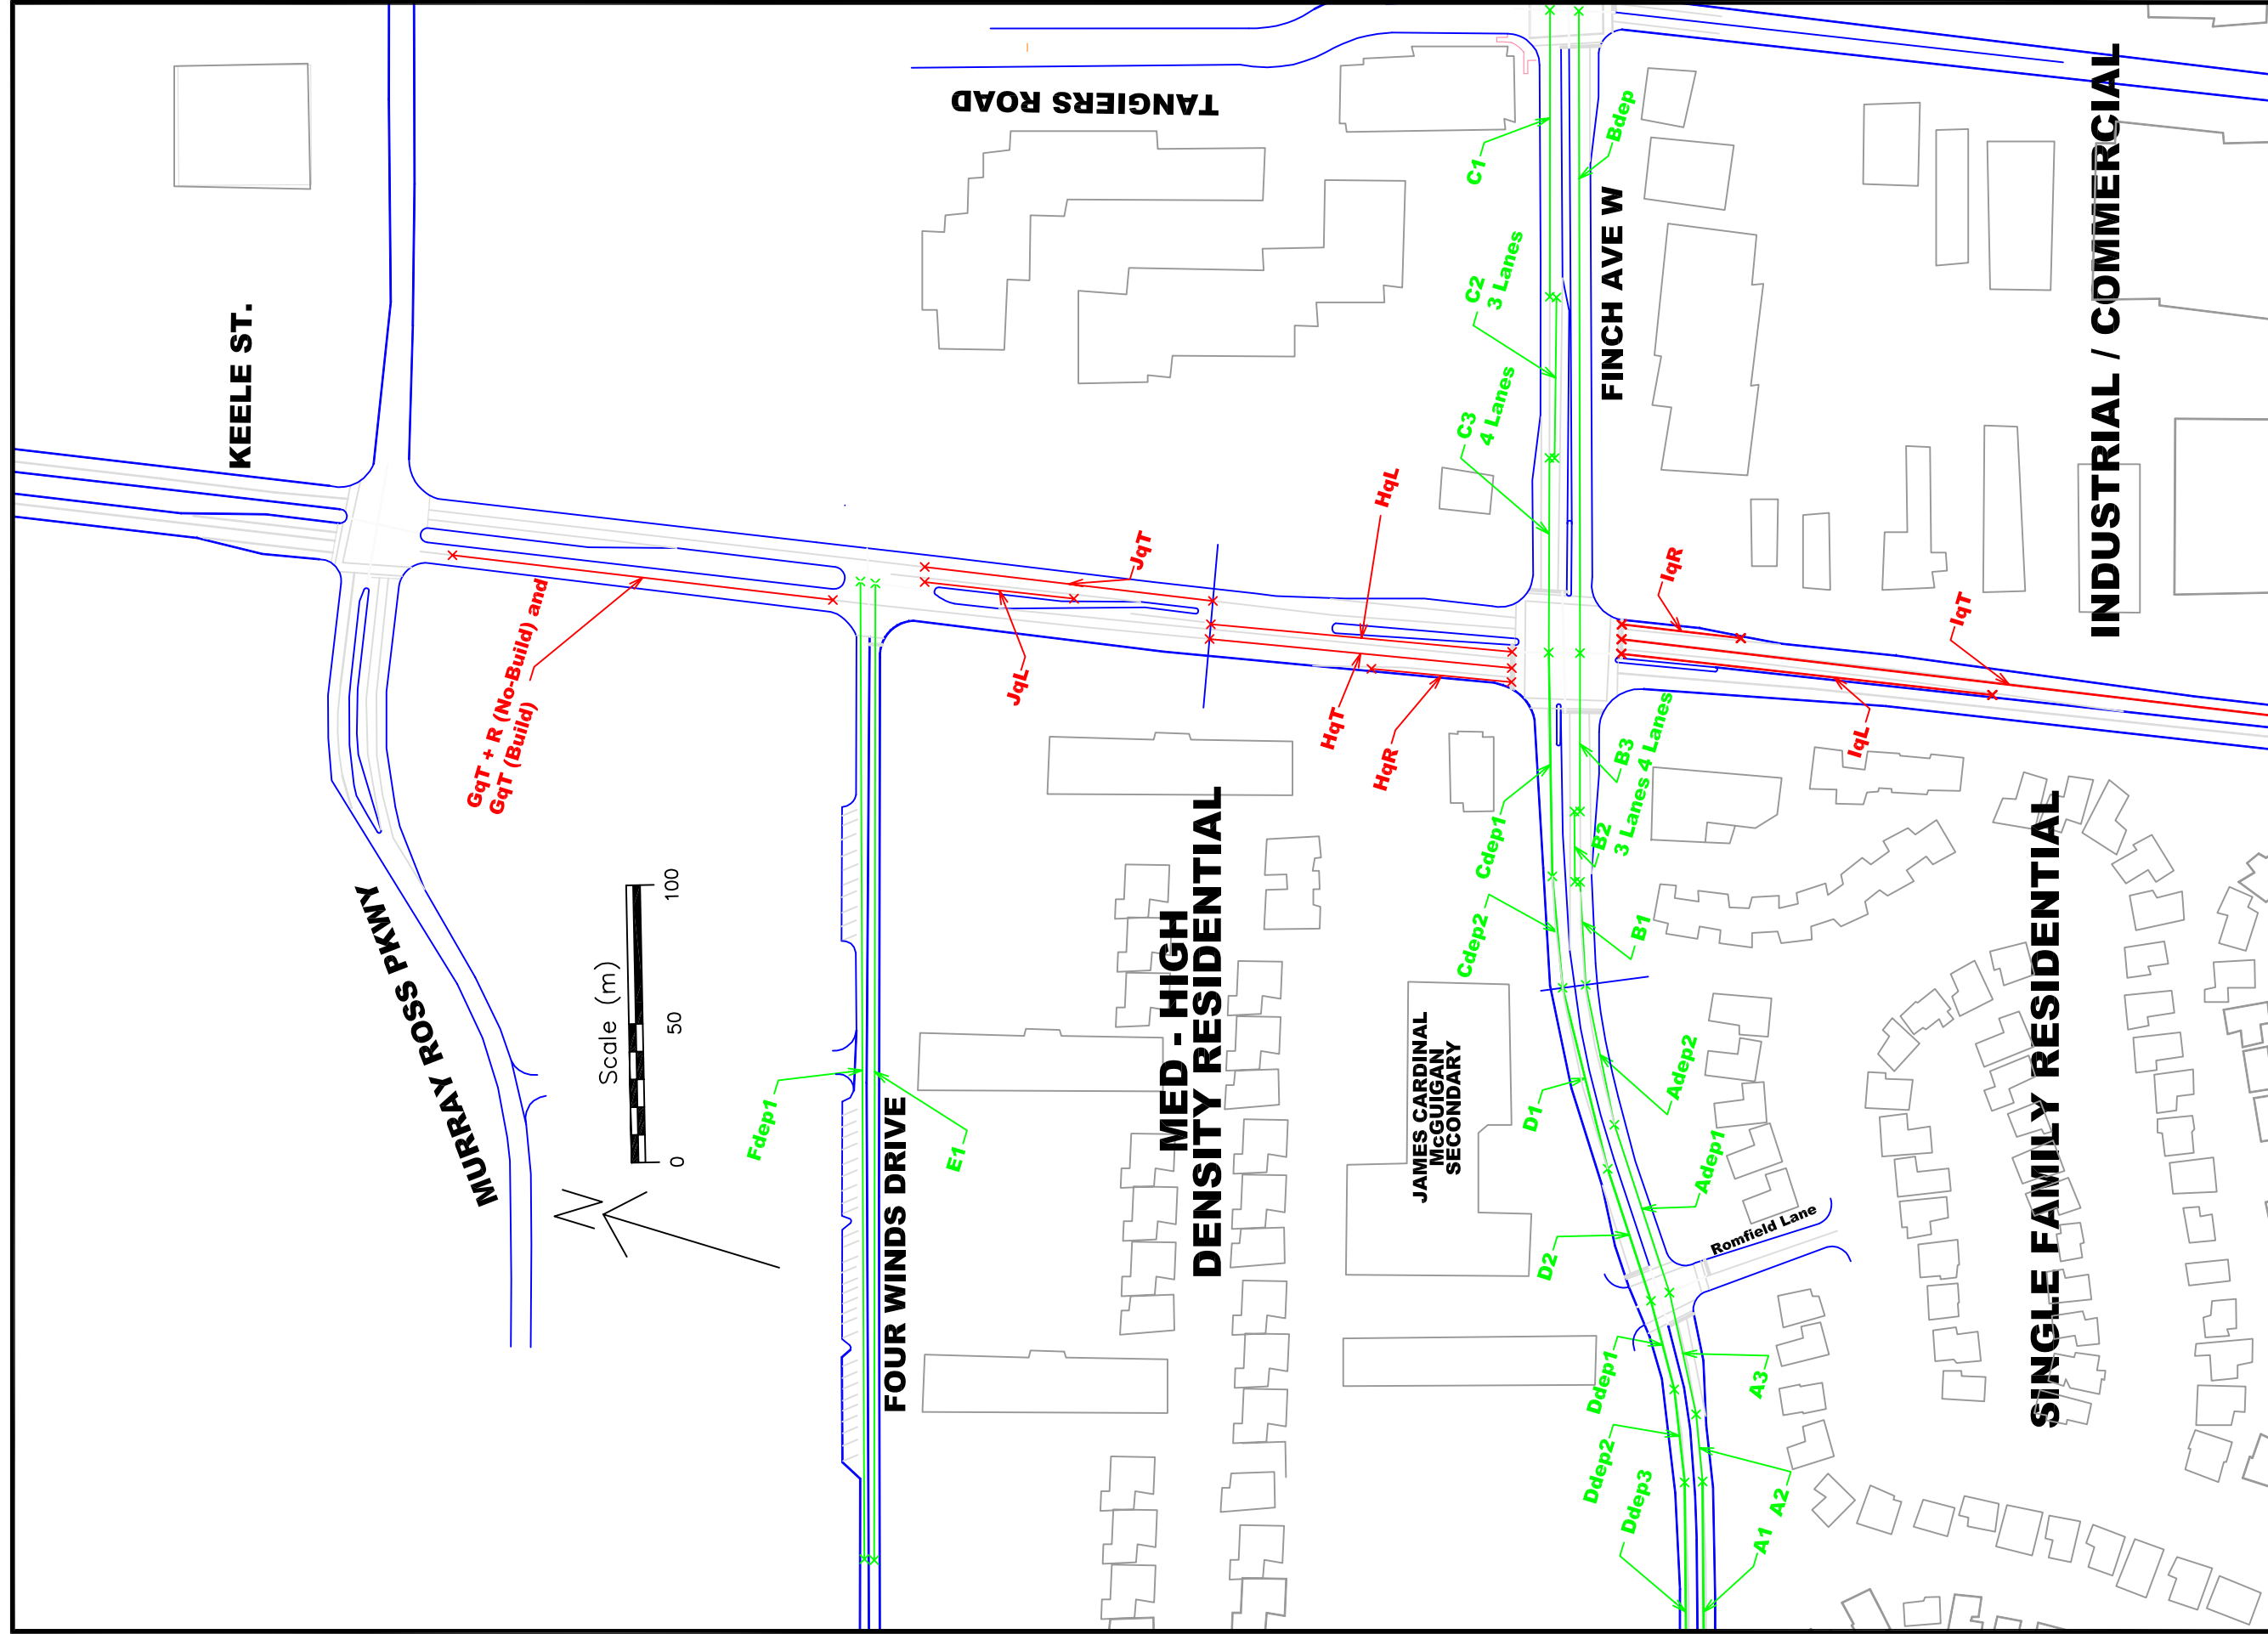 TANGIERS ROAD
KEELE ST.
C1
Bdep
C2
3 Lanes
FINCH AVE W
INDUSTRIAL / COMMERCIAL
C3
4 Lanes
HqL
JqT
IqR
IqT
GqT + R (No-Build) and
GqT (Build)
JqL
HqT
HqR
IqL
B3
4 Lanes
B2
3 Lanes
Cdep1
Cdep2
B1
MURRAY ROSS PKWY
Scale (m)
0
50
100
MED - HIGH
DENSITY RESIDENTIAL
JAMES CARDINAL
McGUIGAN
SECONDARY
SINGLE FAMILY RESIDENTIAL
Fdep1
E1
FOUR WINDS DRIVE
D1
Adep2
Adep1
D2
Romfield Lane
Ddep1
A3
Ddep2
A2
Ddep3
A1